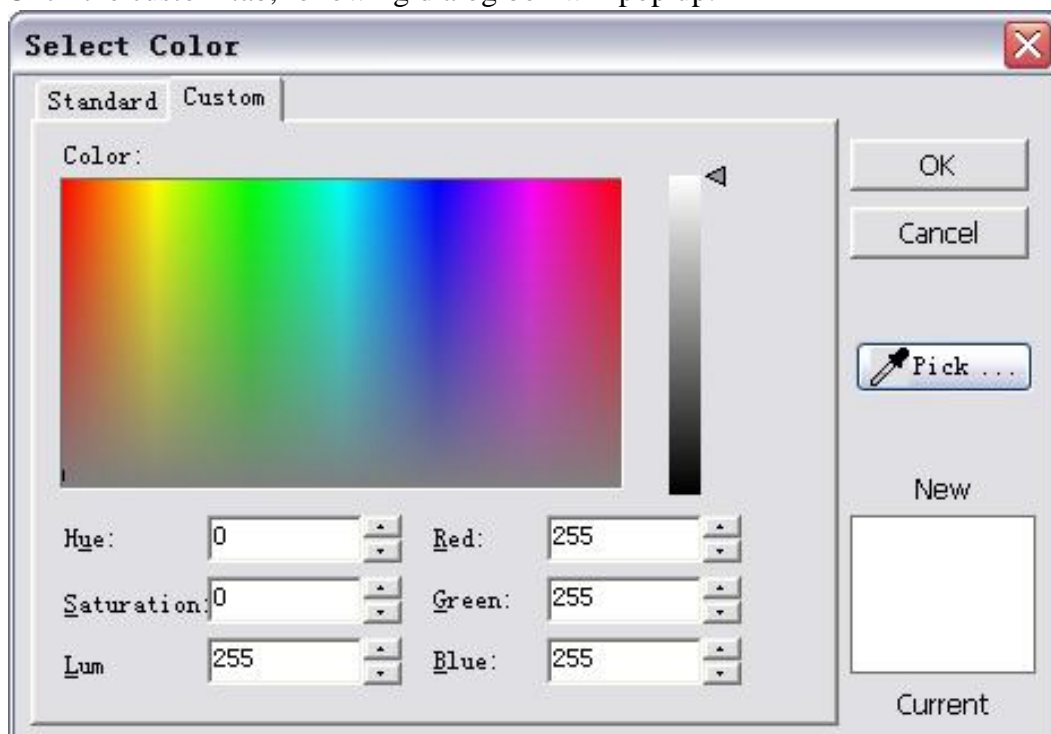 Select Color
Standard Custom
Color:
OK
Cancel
Pick ...
New
Hue: 0 Red: 255
Saturation: 0 Green: 255
Lum 255 Blue: 255
Current